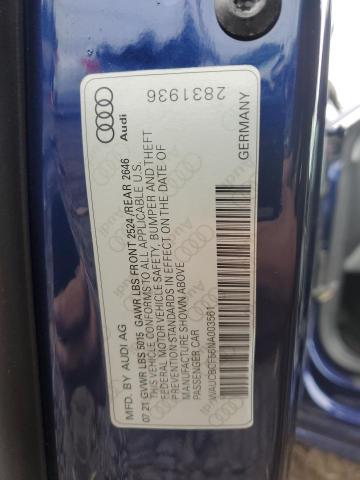 Audi
2831936
MFD. BY AUDI AG
07.21 GVWR LBS 5015 GAWR LBS FRONT 2524 /REAR 2646
THIS VEHICLE CONFORMS TO ALL APPLICABLE U.S.
FEDERAL MOTOR VEHICLE SAFETY, BUMPER AND THEFT
PREVENTION STANDARDS IN EFFECT ON THE DATE OF
MANUFACTURE SHOWN ABOVE.
PASSENGER CAR
GERMANY